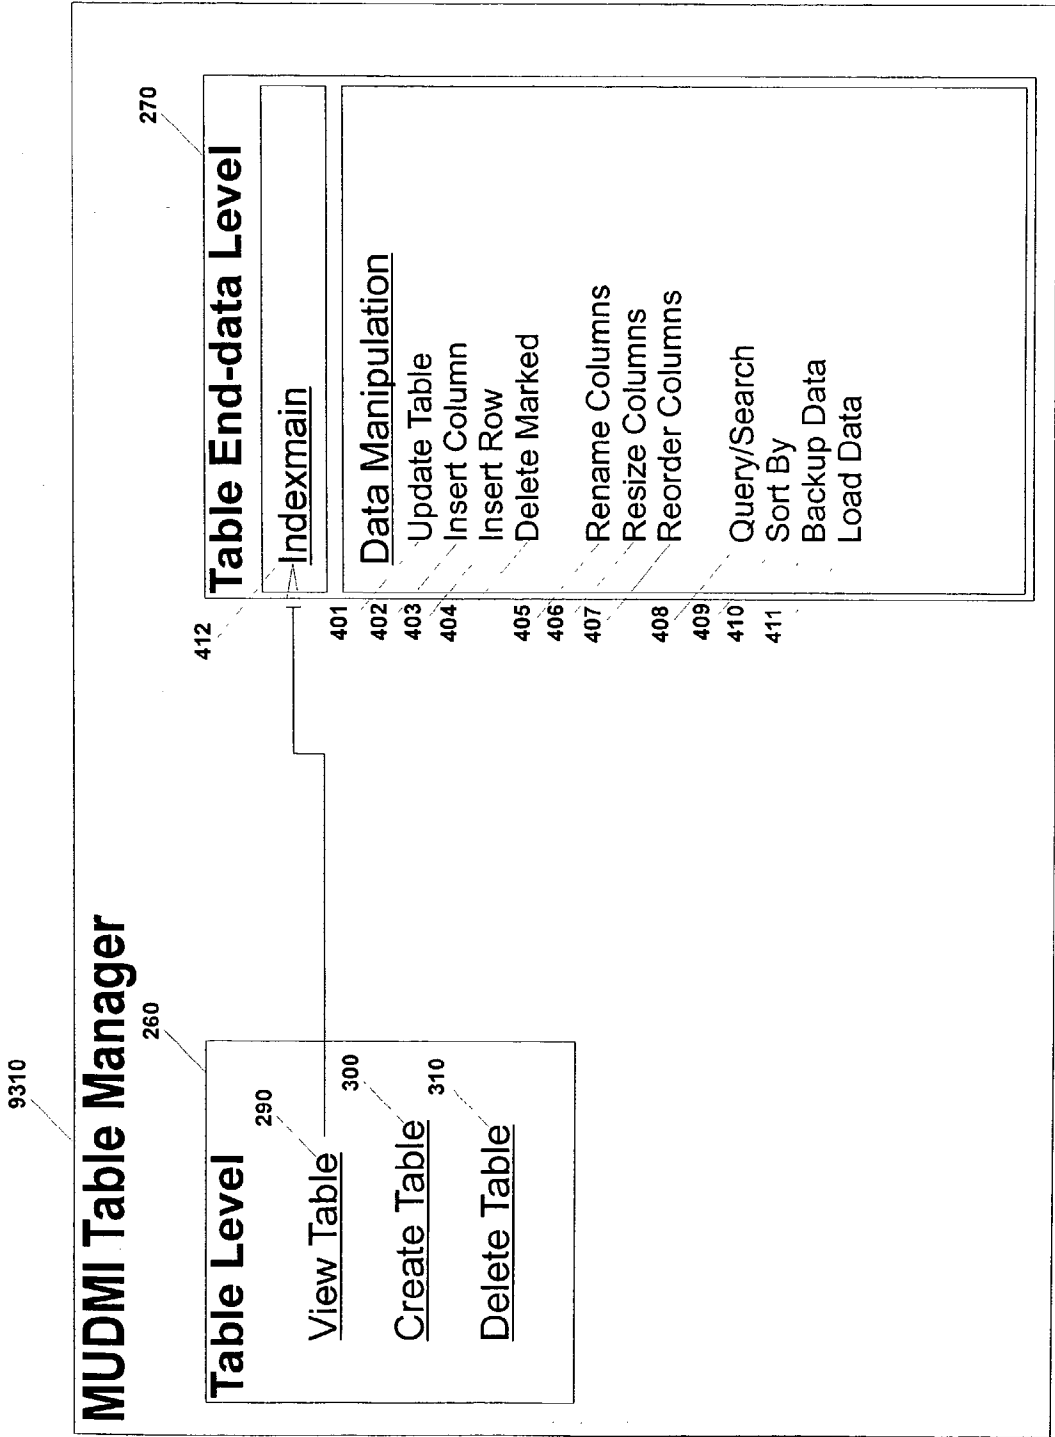 9310
MUDMI Table Manager
260
Table Level
290
View Table
300
Create Table
310
Delete Table
270
Table End-data Level
412
Indexmain
Data Manipulation
401
Update Table
402
Insert Column
403
Insert Row
404
Delete Marked
405
Rename Columns
406
Resize Columns
407
Reorder Columns
408
Query/Search
409
Sort By
410
Backup Data
411
Load Data